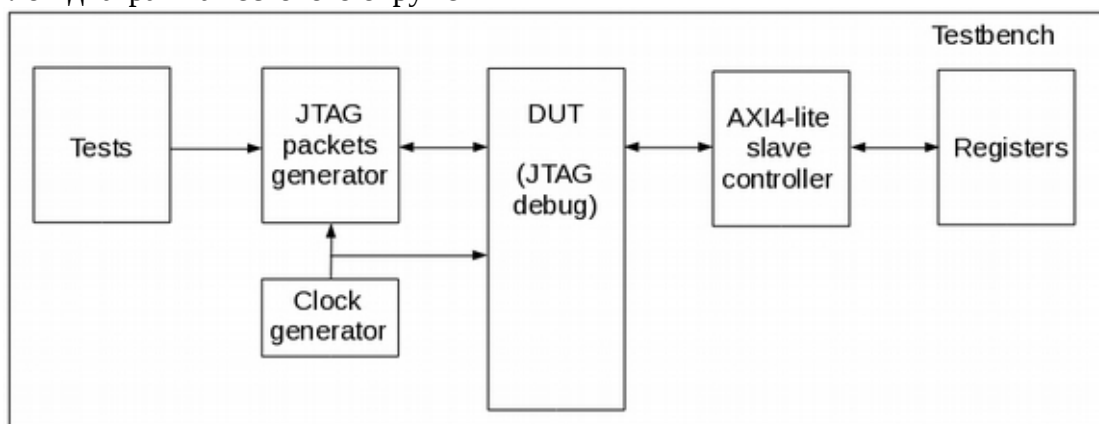 Testbench
Tests
JTAG
packets
generator
DUT
(JTAG
debug)
AXI4-lite
slave
controller
Registers
Clock
generator